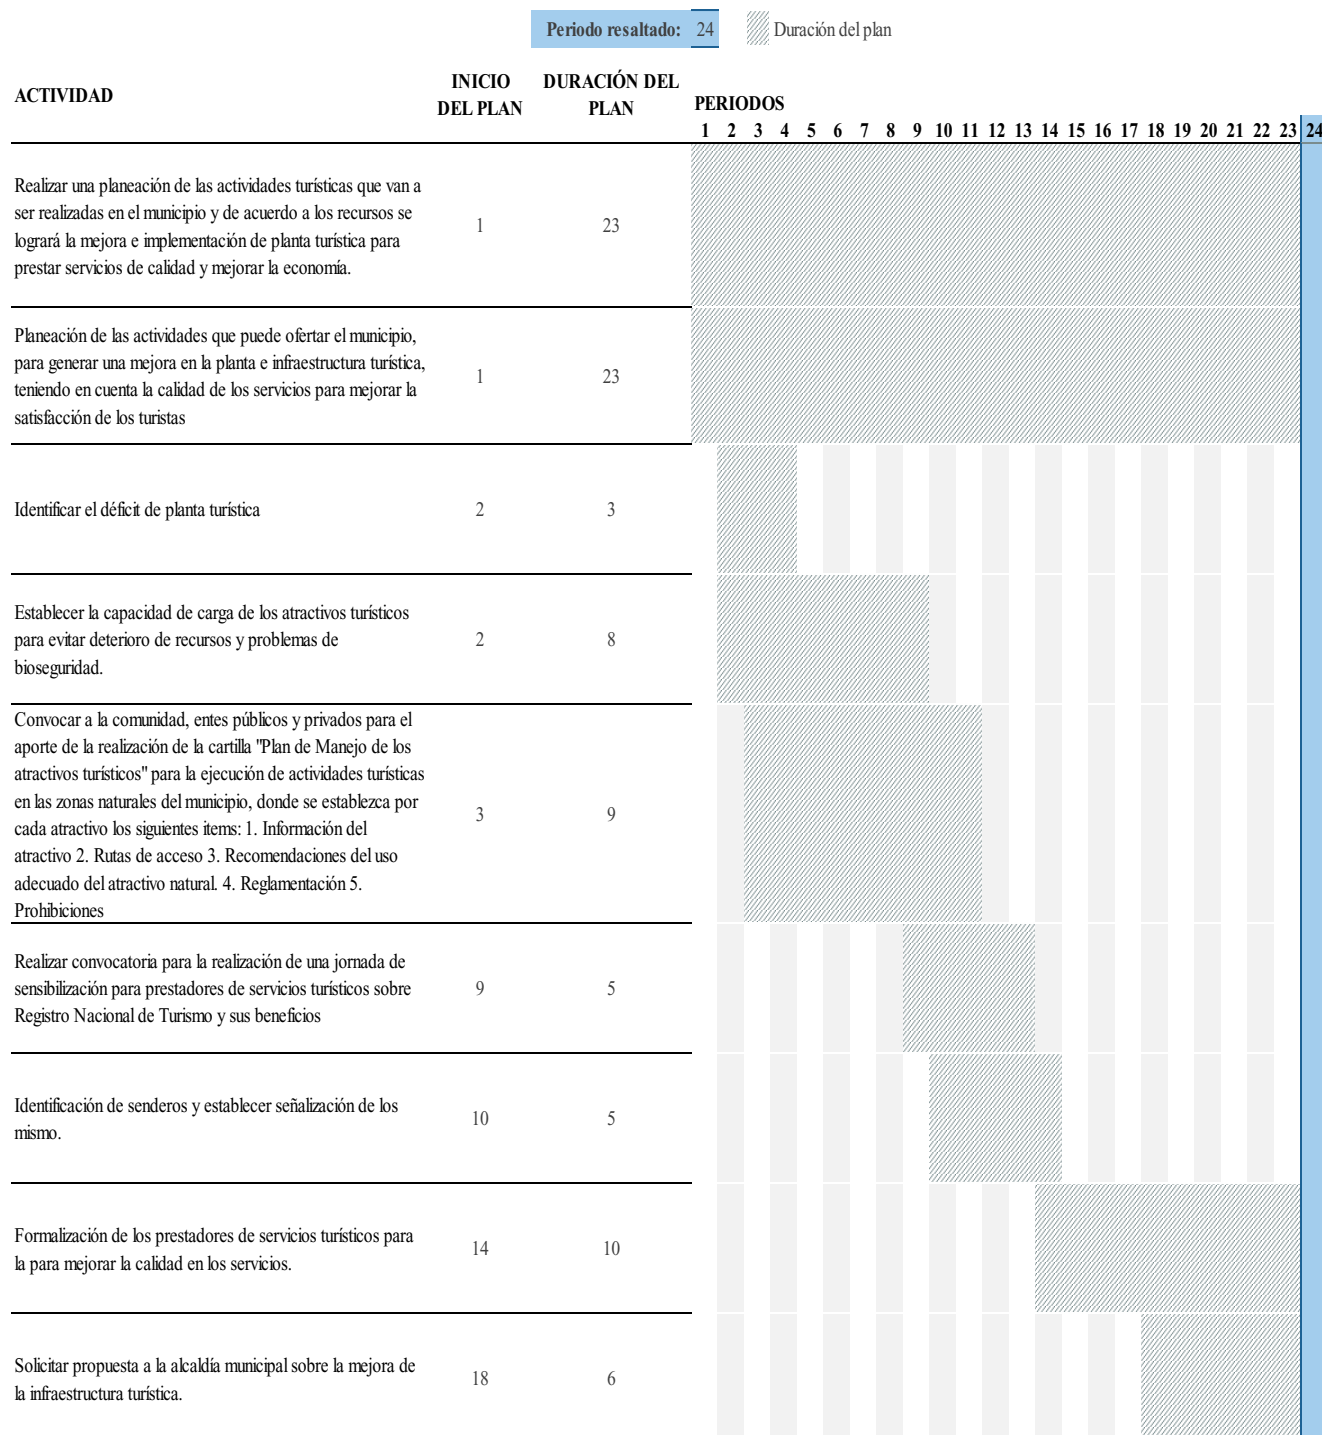 Periodo resaltado: 24 Duración del plan
ACTIVIDAD
INICIO DEL PLAN
DURACIÓN DEL PLAN
PERIODOS
1 2 3 4 5 6 7 8 9 10 11 12 13 14 15 16 17 18 19 20 21 22 23 24
Realizar una planeación de las actividades turísticas que van a
ser realizadas en el municipio y de acuerdo a los recursos se
logrará la mejora e implementación de planta turística para
prestar servicios de calidad y mejorar la economía.
1 23
Planeación de las actividades que puede ofertar el municipio,
para generar una mejora en la planta e infraestructura turística,
teniendo en cuenta la calidad de los servicios para mejorar la
satisfacción de los turistas
1 23
Identificar el déficit de planta turística
2 3
Establecer la capacidad de carga de los atractivos turísticos
para evitar deterioro de recursos y problemas de
bioseguridad.
2 8
Convocar a la comunidad, entes públicos y privados para el
aporte de la realización de la cartilla "Plan de Manejo de los
atractivos turísticos" para la ejecución de actividades turísticas
en las zonas naturales del municipio, donde se establezca por
cada atractivo los siguientes items: 1. Información del
atractivo 2. Rutas de acceso 3. Recomendaciones del uso
adecuado del atractivo natural. 4. Reglamentación 5.
Prohibiciones
3 9
Realizar convocatoria para la realización de una jornada de
sensibilización para prestadores de servicios turísticos sobre
Registro Nacional de Turismo y sus beneficios
9 5
Identificación de senderos y establecer señalización de los
mismo.
10 5
Formalización de los prestadores de servicios turísticos para
la para mejorar la calidad en los servicios.
14 10
Solicitar propuesta a la alcaldía municipal sobre la mejora de
la infraestructura turística.
18 6